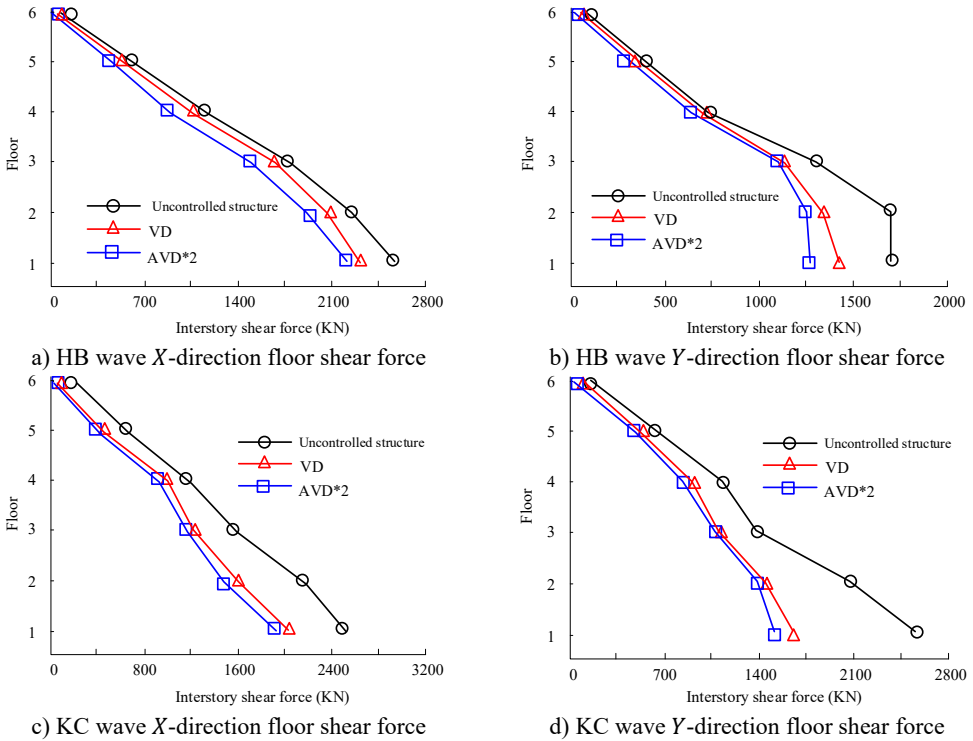 6
5
4
3
2
1
Floor
Uncontrolled structure
VD
AVD*2
0 700 1400 2100 2800
Interstory shear force (KN)
a) HB wave X-direction floor shear force
6
5
4
3
2
1
Floor
Uncontrolled structure
VD
AVD*2
0 500 1000 1500 2000
Interstory shear force (KN)
b) HB wave Y-direction floor shear force
6
5
4
3
2
1
Floor
Uncontrolled structure
VD
AVD*2
0 800 1600 2400 3200
Interstory shear force (KN)
c) KC wave X-direction floor shear force
6
5
4
3
2
1
Floor
Uncontrolled structure
VD
AVD*2
0 700 1400 2100 2800
Interstory shear force (KN)
d) KC wave Y-direction floor shear force